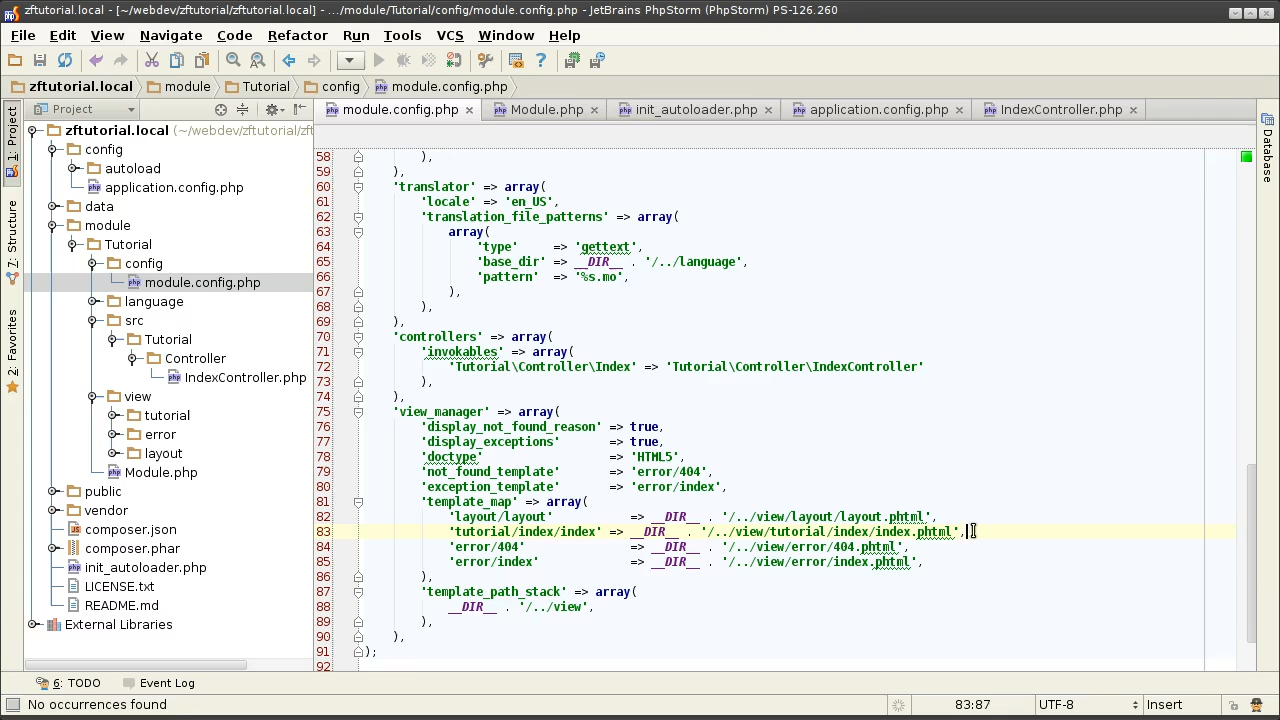 zftutorial.local - [~/webdev/zftutorial/zftutorial.local] - .../module/Tutorial/config/module.config.php - JetBrains PhpStorm (PhpStorm) PS-126.260
File Edit View Navigate Code Refactor Run Tools VCS Window Help
zftutorial.local module Tutorial config module.config.php
Project
module.config.php Module.php init_autoloader.php application.config.php IndexController.php
1: Project
7: Structure
2: Favorites
Database
zftutorial.local (~/webdev/zftutorial/zft
config
autoload
application.config.php
data
module
Tutorial
config
module.config.php
language
src
Tutorial
Controller
IndexController.php
view
tutorial
error
layout
Module.php
public
vendor
composer.json
composer.phar
init_autoloader.php
LICENSE.txt
README.md
External Libraries
58 ),
59 ),
60 'translator' => array(
61 'locale' => 'en_US',
62 'translation_file_patterns' => array(
63 array(
64 'type' => 'gettext',
65 'base_dir' => __DIR__ . '/../language',
66 'pattern' => '%s.mo',
67 ),
68 ),
69 ),
70 'controllers' => array(
71 'invokables' => array(
72 'Tutorial\Controller\Index' => 'Tutorial\Controller\IndexController'
73 ),
74 ),
75 'view_manager' => array(
76 'display_not_found_reason' => true,
77 'display_exceptions' => true,
78 'doctype' => 'HTML5',
79 'not_found_template' => 'error/404',
80 'exception_template' => 'error/index',
81 'template_map' => array(
82 'layout/layout' => __DIR__ . '/../view/layout/layout.phtml',
83 'tutorial/index/index' => __DIR__ . '/../view/tutorial/index/index.phtml',
84 'error/404' => __DIR__ . '/../view/error/404.phtml',
85 'error/index' => __DIR__ . '/../view/error/index.phtml',
86 ),
87 'template_path_stack' => array(
88 __DIR__ . '/../view',
89 ),
90 ),
91 );
92
6: TODO Event Log
No occurrences found 83:87 UTF-8 Insert